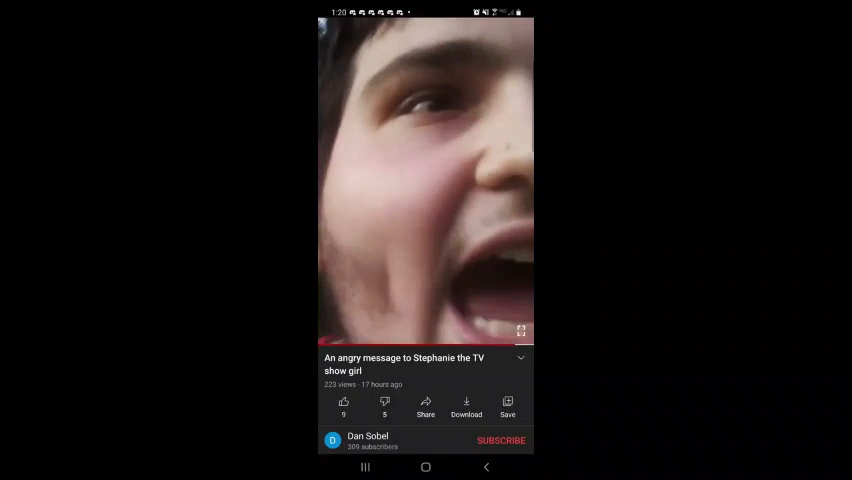 1:20
An angry message to Stephanie the TV
show girl
223 views · 17 hours ago
9
5
Share
Download
Save
D
Dan Sobel
309 subscribers
SUBSCRIBE